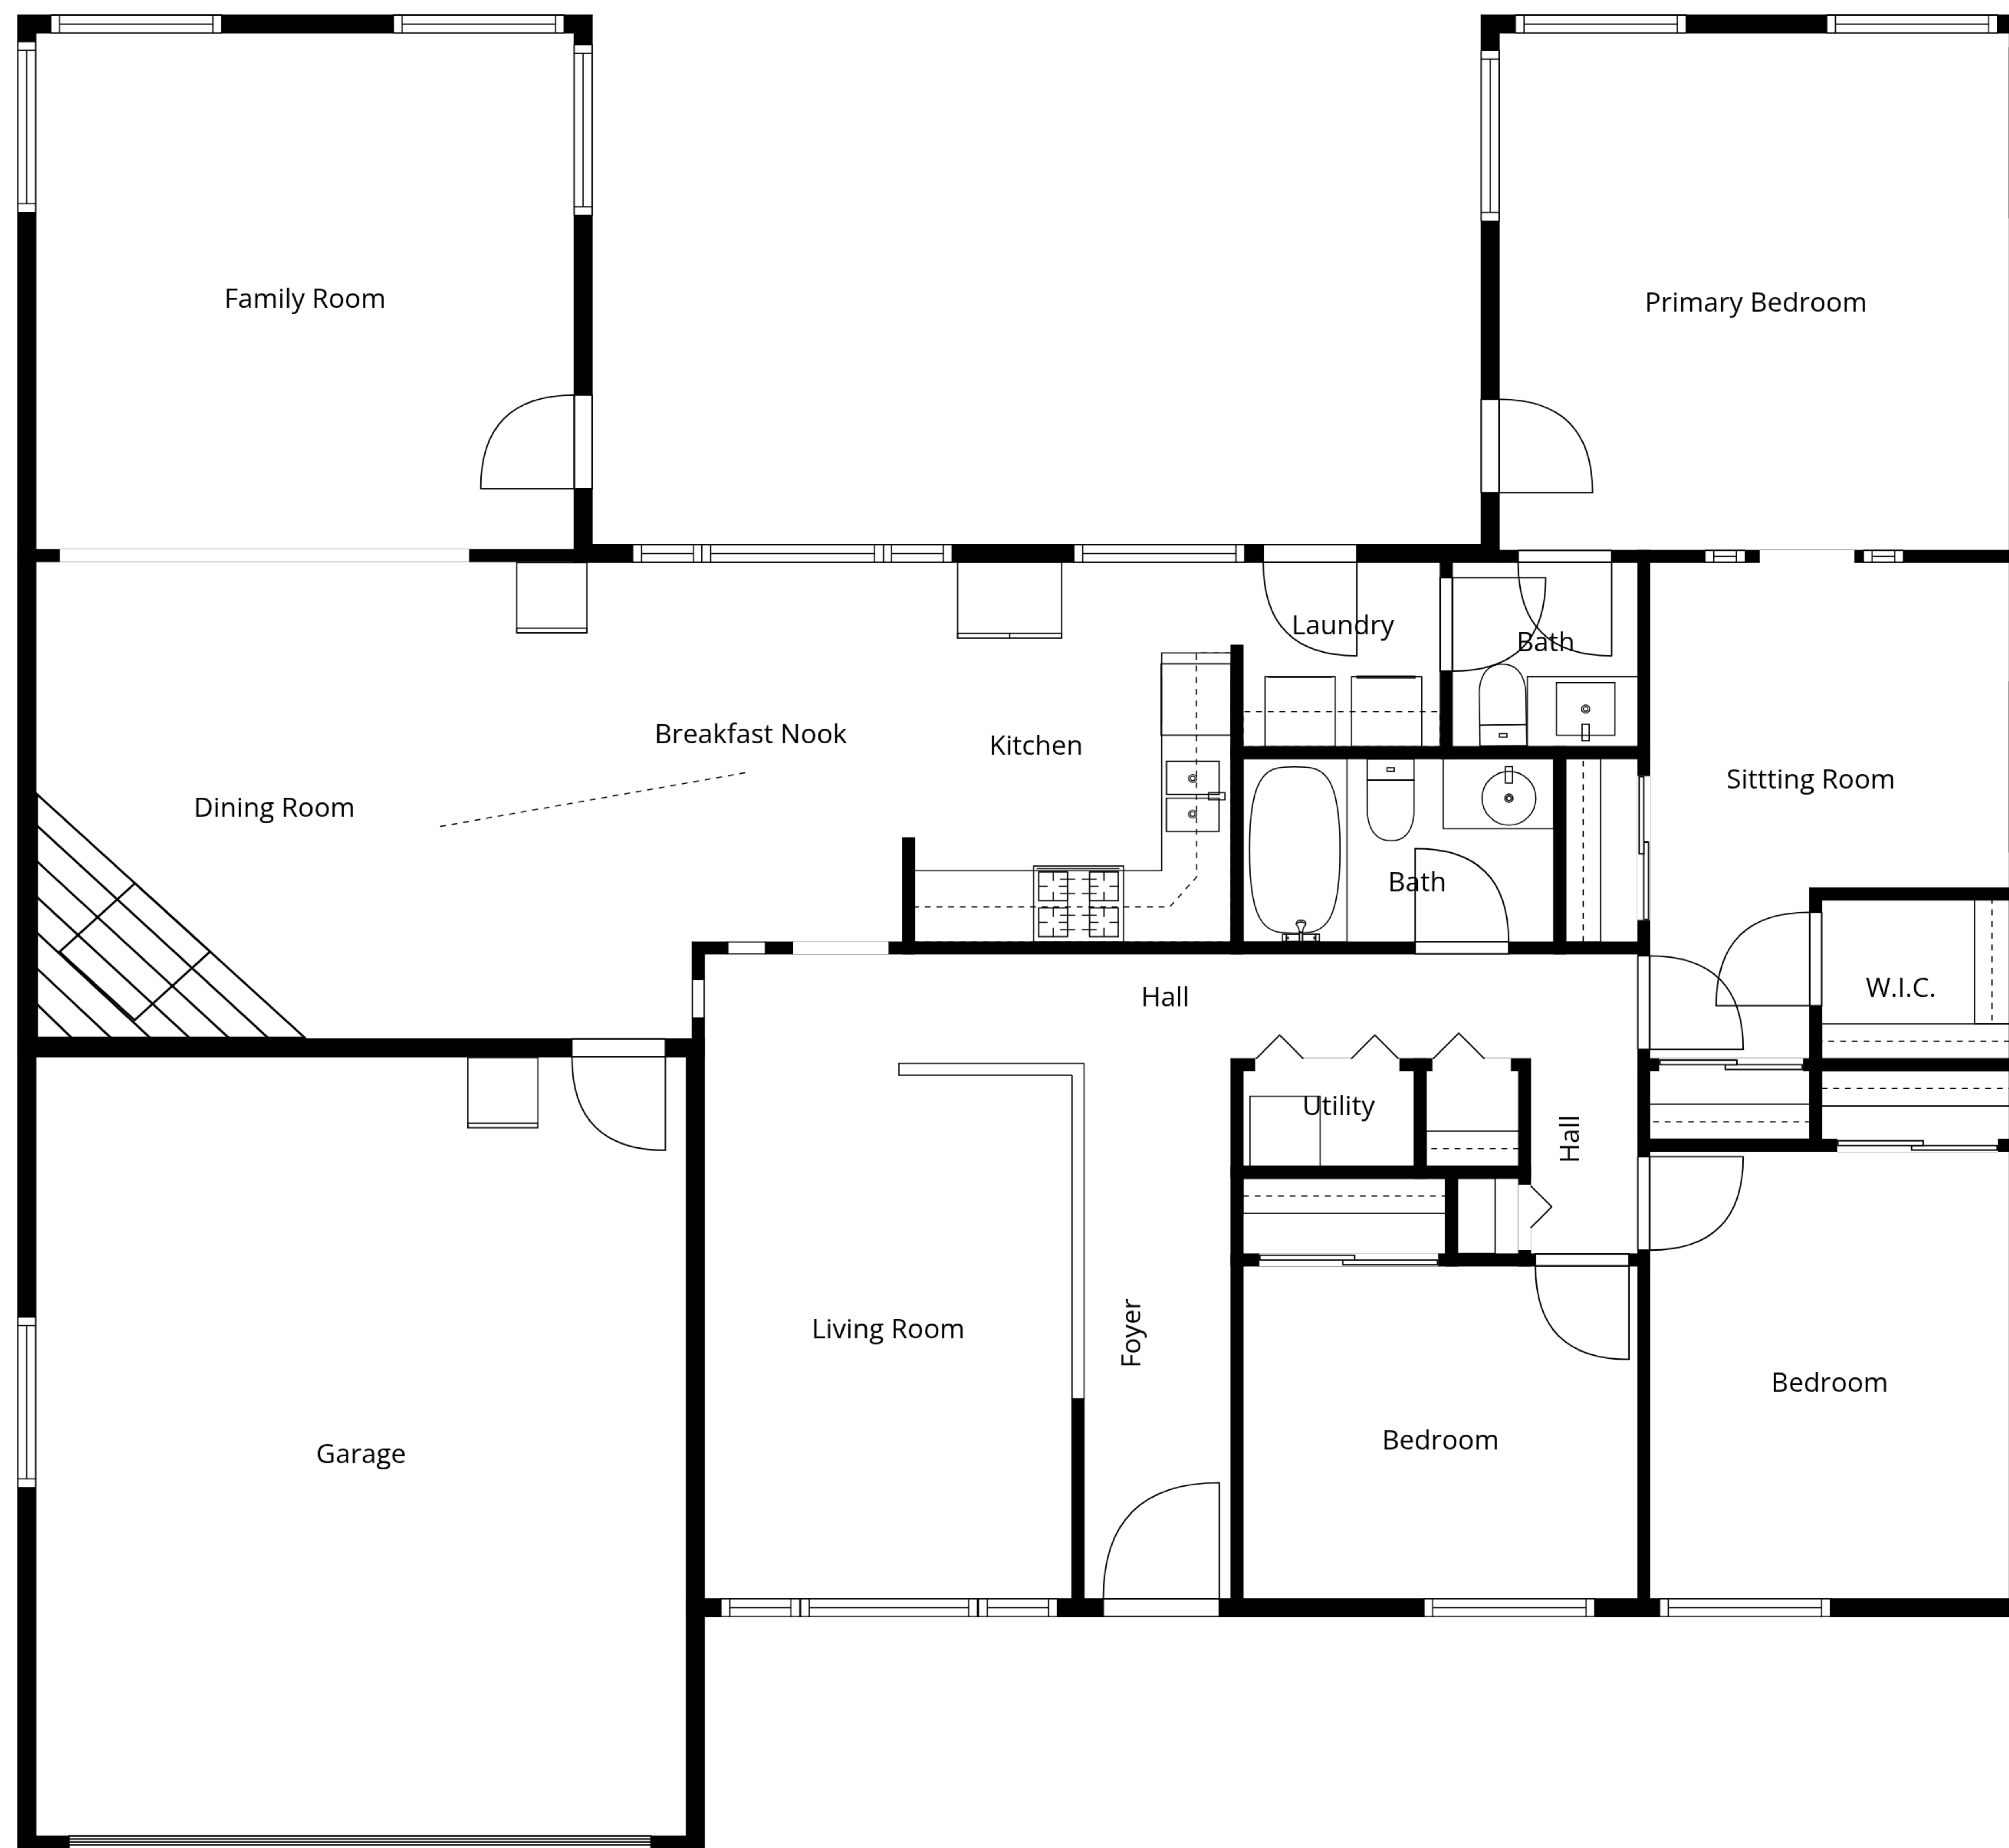 Family Room
Primary Bedroom
Laundry
Bath
Breakfast Nook
Kitchen
Sittting Room
Dining Room
Bath
W.I.C.
Hall
Utility
Hall
Living Room
Foyer
Bedroom
Bedroom
Garage